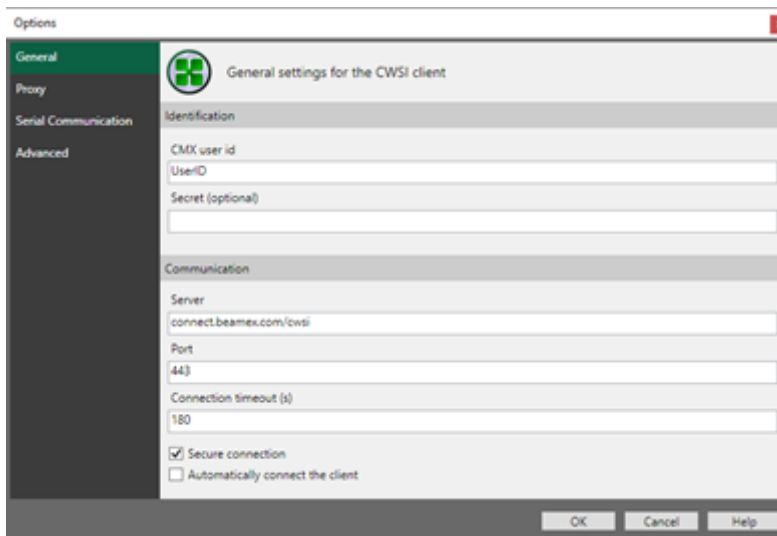 Options
General
Proxy
Serial Communication
Advanced
General settings for the CWSI client
Identification
CMX user id
UserID
Secret (optional)
Communication
Server
connect.beamex.com/cwsi
Port
443
Connection timeout (s)
180
Secure connection
Automatically connect the client
OK
Cancel
Help